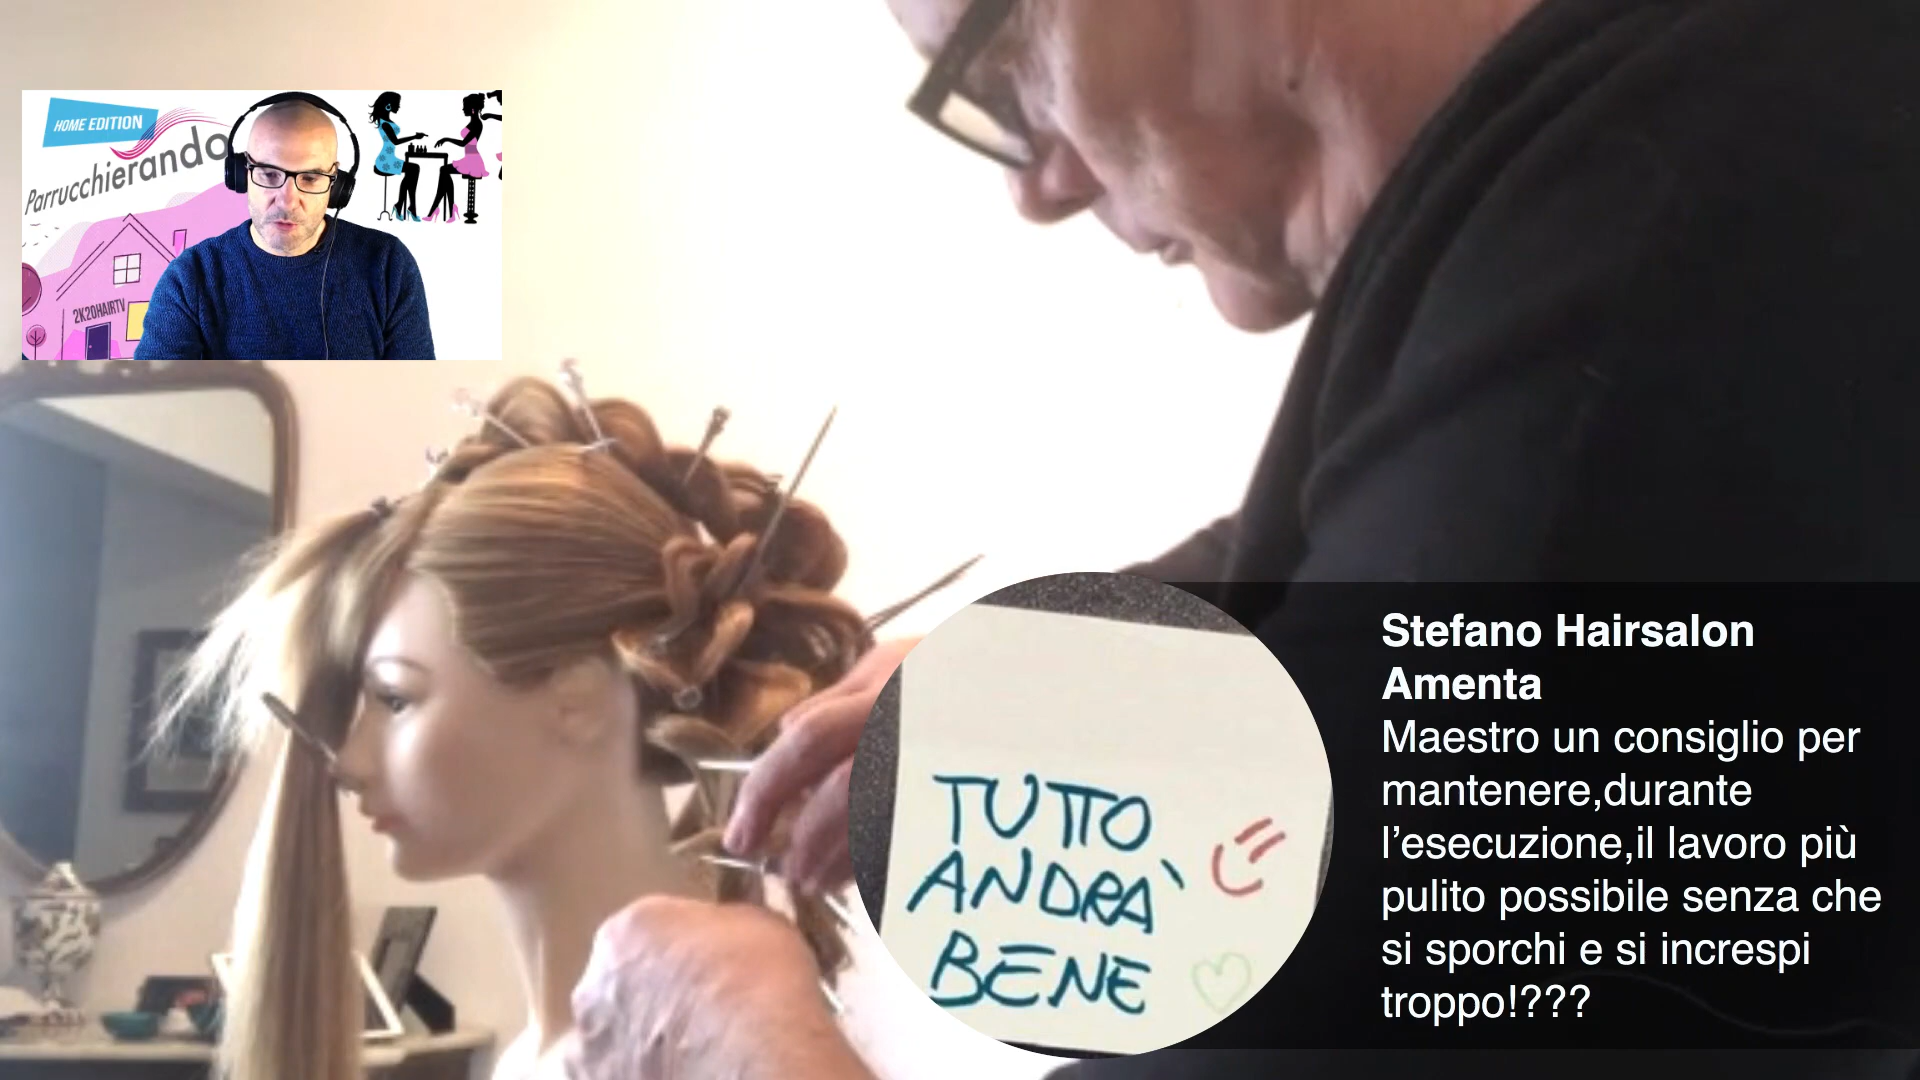 HOME EDITION
Parrucchierando
2K20HAIRTV
TUTTO
ANDRA`
BENE
Stefano Hairsalon
Amenta
Maestro un consiglio per
mantenere,durante
l’esecuzione,il lavoro più
pulito possibile senza che
si sporchi e si increspi
troppo!???